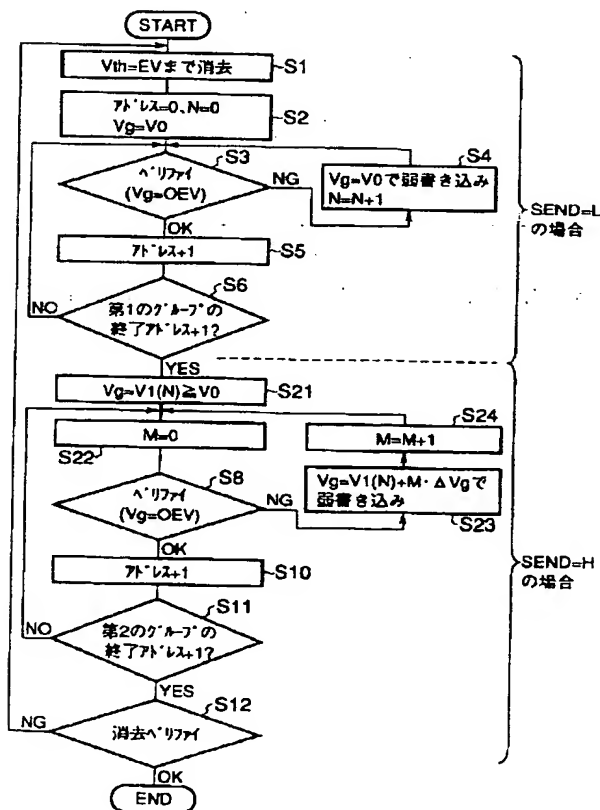 START
Vth=EVまで消去
S1
アドレス=0、N=0
Vg=V0
S2
S3
ベリファイ
(Vg=OEV)
NG
S4
Vg=V0で弱書き込み
N=N+1
SEND=L
の場合
OK
アドレス+1
S5
S6
NO
第1のグループの
終了アドレス+1?
YES
Vg=V1(N)≧V0
S21
S24
M=0
M=M+1
S22
S8
ベリファイ
(Vg=OEV)
NG
Vg=V1(N)+M・ΔVgで
弱書き込み
S23
OK
アドレス+1
S10
SEND=H
の場合
S11
NO
第2のグループの
終了アドレス+1?
YES
S12
NG
消去ベリファイ
OK
END